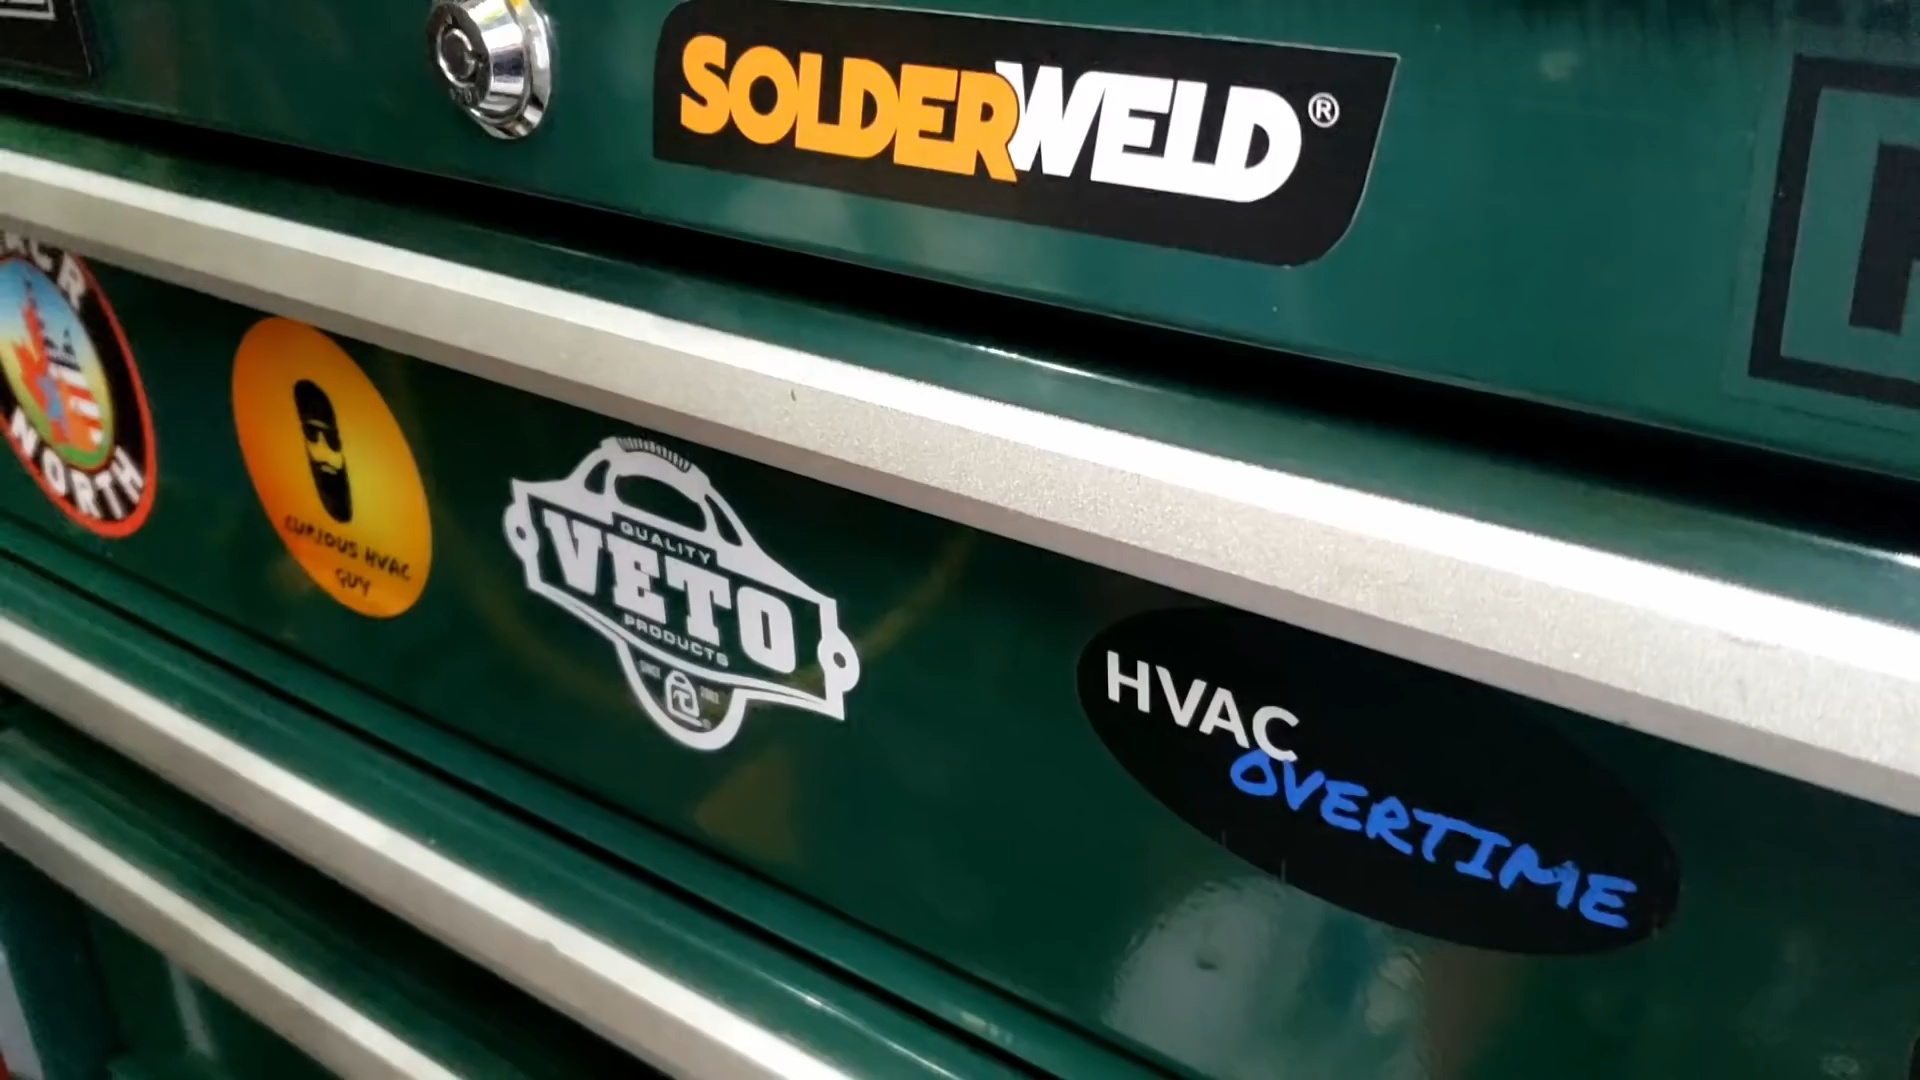 SOLDERWELD®
NORTH
CURIOUS HVAC
GUY
QUALITY
VETO
PRODUCTS
HVAC
OVERTIME